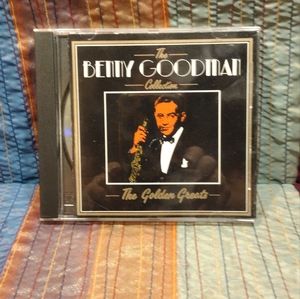 The
BENNY GOODMAN
Collection
The Golden Greats